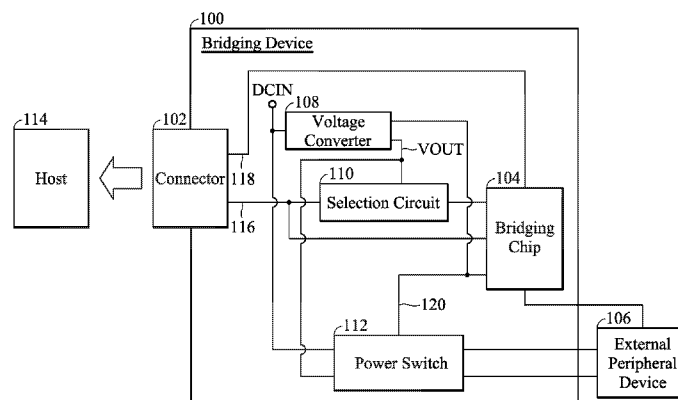 100
Bridging Device
114
Host
102
Connector
118
116
DCIN
108
Voltage
Converter
VOUT
110
Selection Circuit
104
Bridging
Chip
120
112
Power Switch
106
External
Peripheral
Device